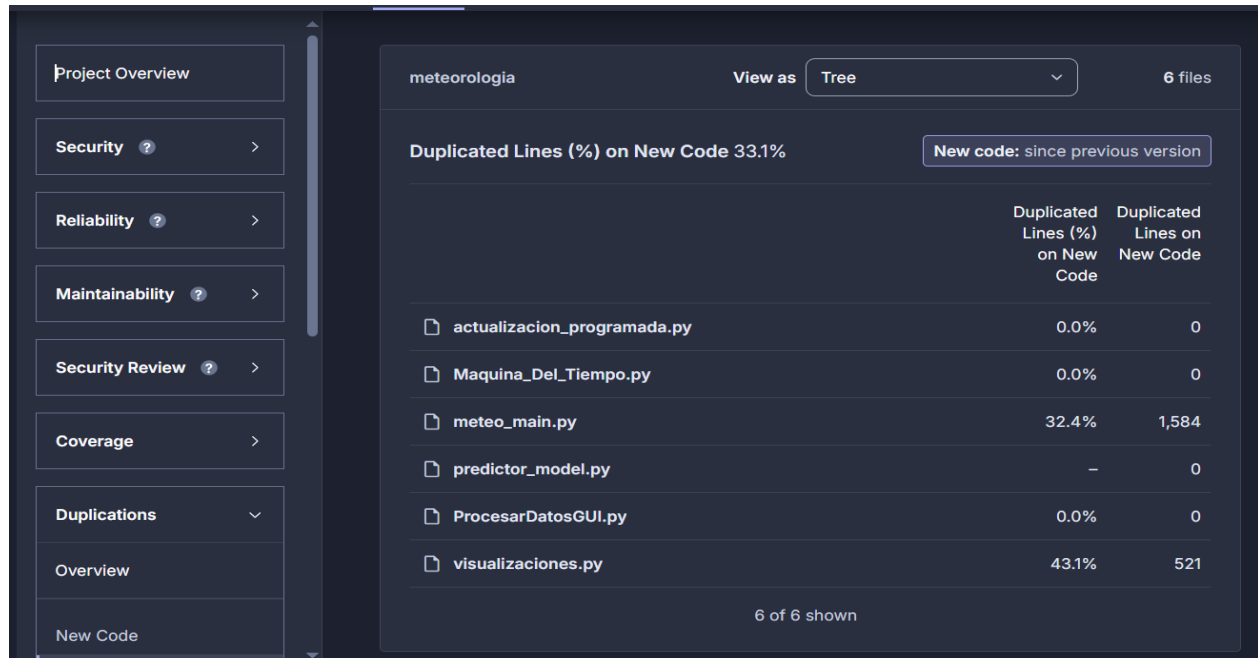 Project Overview
Security ?
Reliability ?
Maintainability ?
Security Review ?
Coverage
Duplications
Overview
New Code
meteorologia View as Tree 6 files
Duplicated Lines (%) on New Code 33.1% New code: since previous version
Duplicated Lines (%) on New Code
Duplicated Lines on New Code
actualizacion_programada.py 0.0% 0
Maquina_Del_Tiempo.py 0.0% 0
meteo_main.py 32.4% 1,584
predictor_model.py – 0
ProcesarDatosGUI.py 0.0% 0
visualizaciones.py 43.1% 521
6 of 6 shown